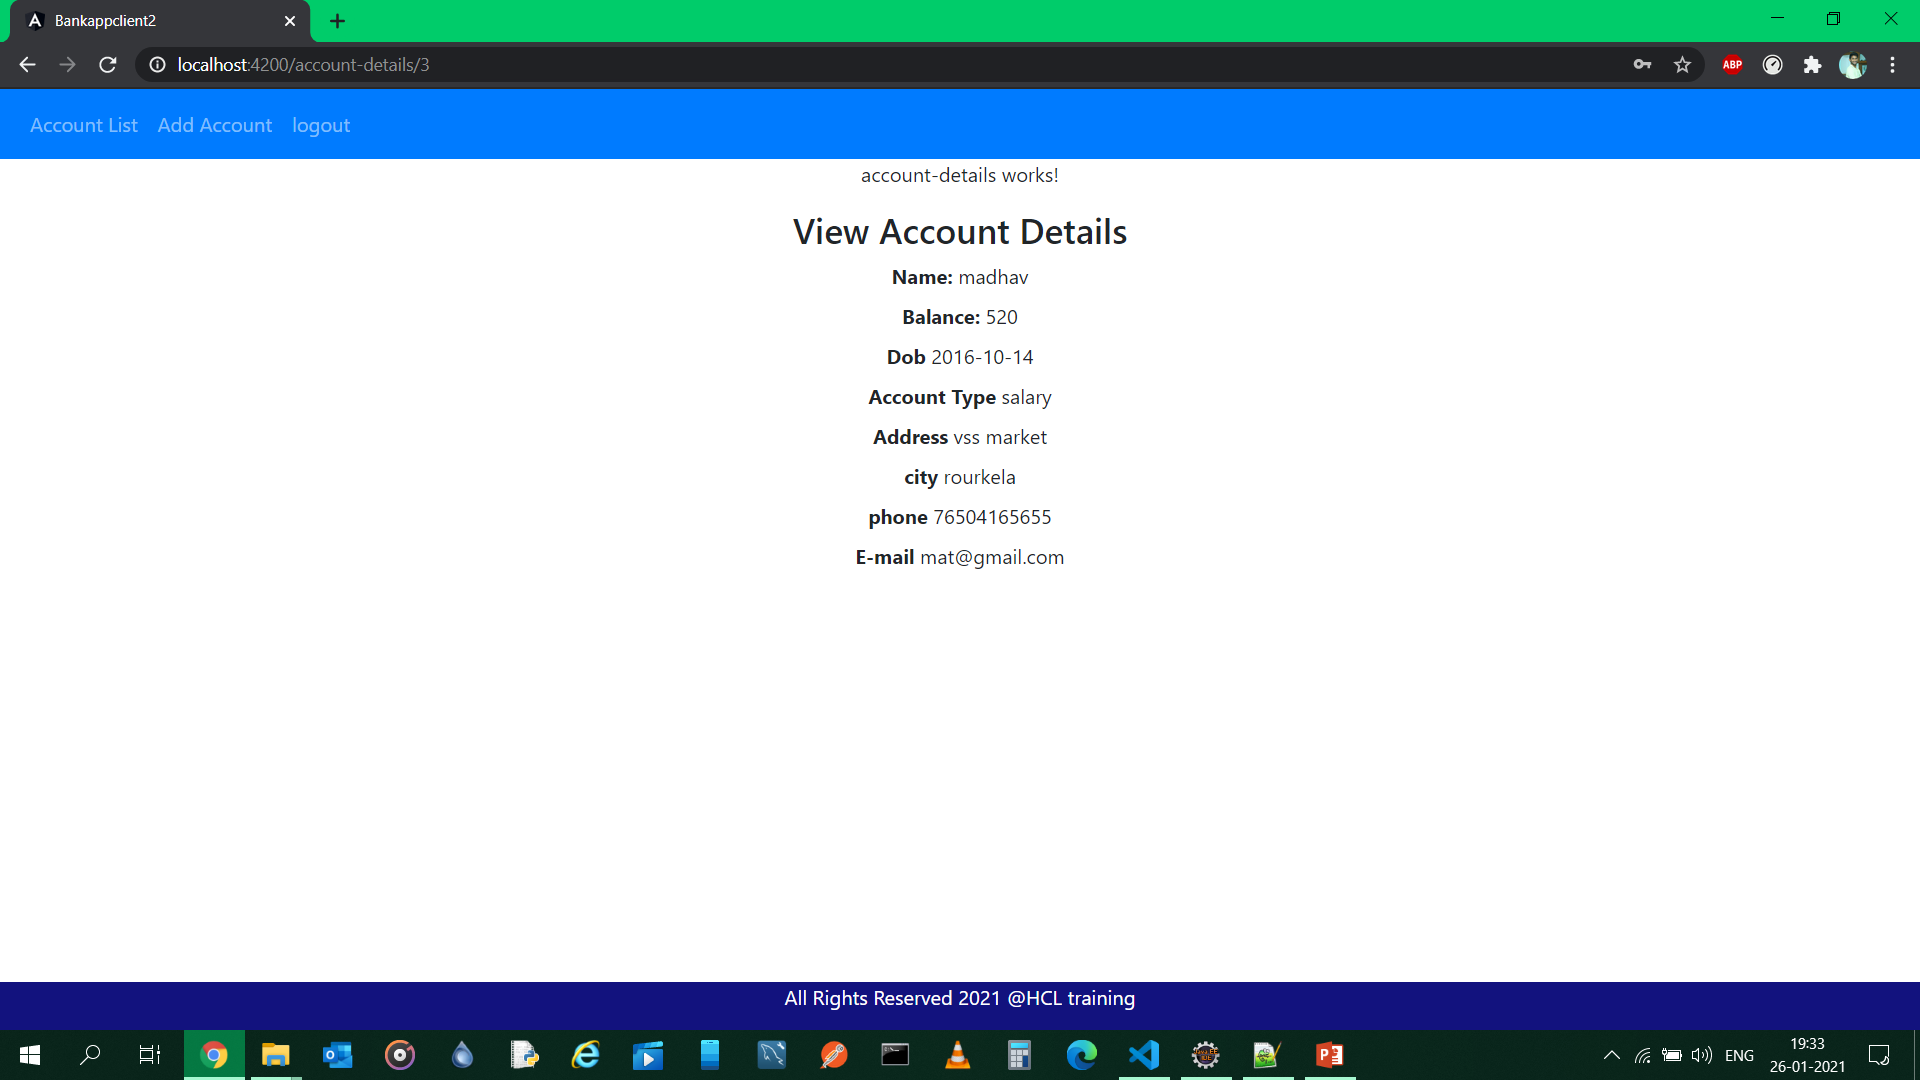 Bankappclient2
localhost:4200/account-details/3
ABP
Account List Add Account logout
account-details works!
View Account Details
Name: madhav
Balance: 520
Dob 2016-10-14
Account Type salary
Address vss market
city rourkela
phone 76504165655
E-mail mat@gmail.com
All Rights Reserved 2021 @HCL training
ENG
19:33
26-01-2021